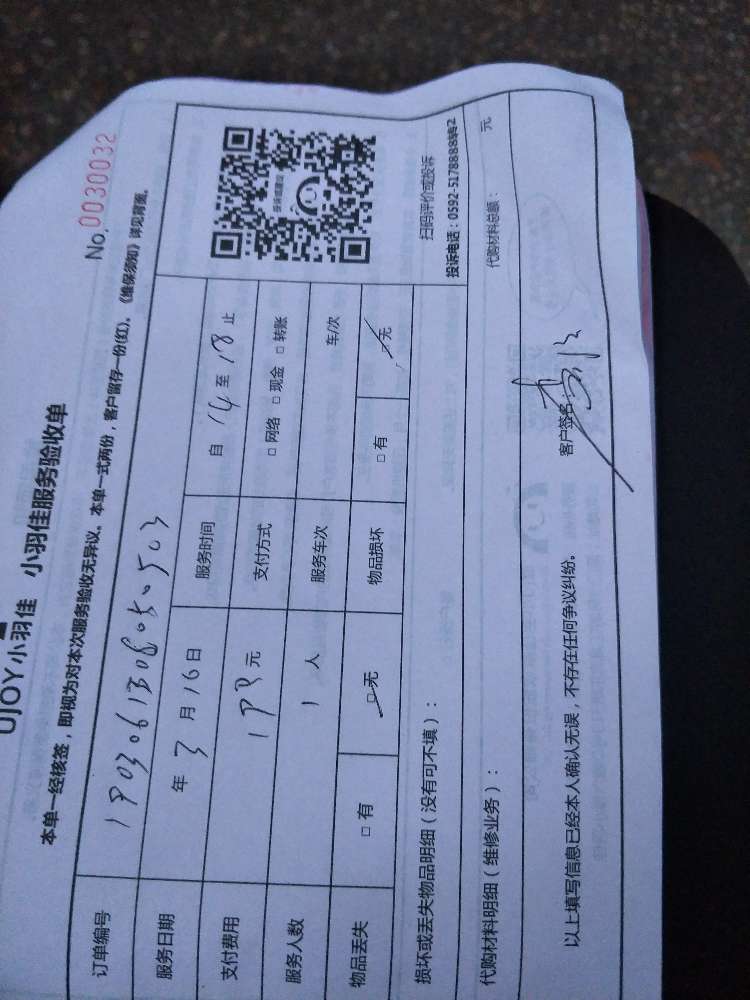 UJOY小羽佳 小羽佳服务验收单
No.0030032
本单一经核签，即视为对本次服务验收无异议。本单一式两份，客户留存一份(红)。《维保须知》详见背面。
订单编号
服务日期 年 3 月 16 日 服务时间 自 14 至 18 止
支付费用 199 元 支付方式 □ 网络 □ 现金 □ 转账
服务人数 1 人 服务车次 车/次
物品丢失 □ 有 □ 无 物品损坏 □ 有 □ 无
扫码评价或投诉
投诉电话：0592-5178888转2
损坏或丢失物品明细（没有可不填）：
代购材料明细（维修业务）： 代购材料总额： 元
以上填写信息已经本人确认无误，不存在任何争议纠纷。 客户签名：